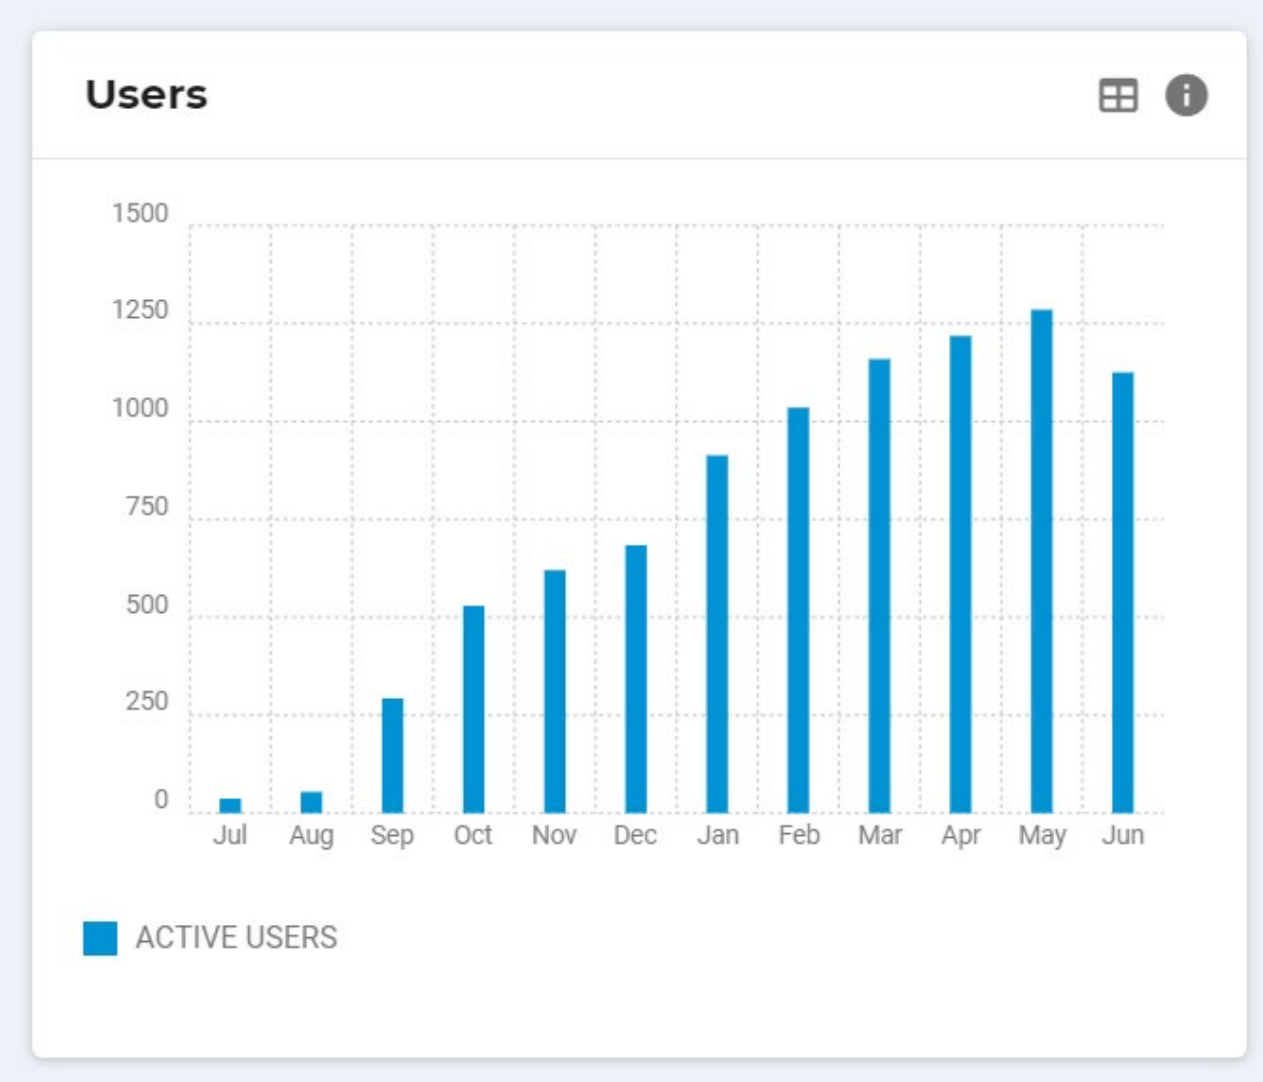 Users
1500
1250
1000
750
500
250
0
Jul Aug Sep Oct Nov Dec Jan Feb Mar Apr May Jun
ACTIVE USERS